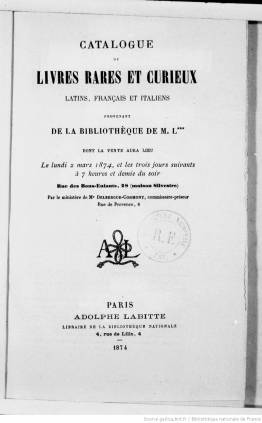 CATALOGUE
DE
LIVRES RARES ET CURIEUX
LATINS, FRANÇAIS ET ITALIENS
PROVENANT
DE LA BIBLIOTHÈQUE DE M. L***
DONT LA VENTE AURA LIEU
Le lundi 2 mars 1874, et les trois jours suivants
à 7 heures et demie du soir
Rue des Bons-Enfants, 28 (maison Silvestre)
Par le ministère de Me Delbergue-Cormont, commissaire-priseur
Rue de Provence, 8
R.F.
PARIS
ADOLPHE LABITTE
LIBRAIRE DE LA BIBLIOTHÈQUE NATIONALE
4, rue de Lille, 4
1874
Source gallica.bnf.fr / Bibliothèque nationale de France